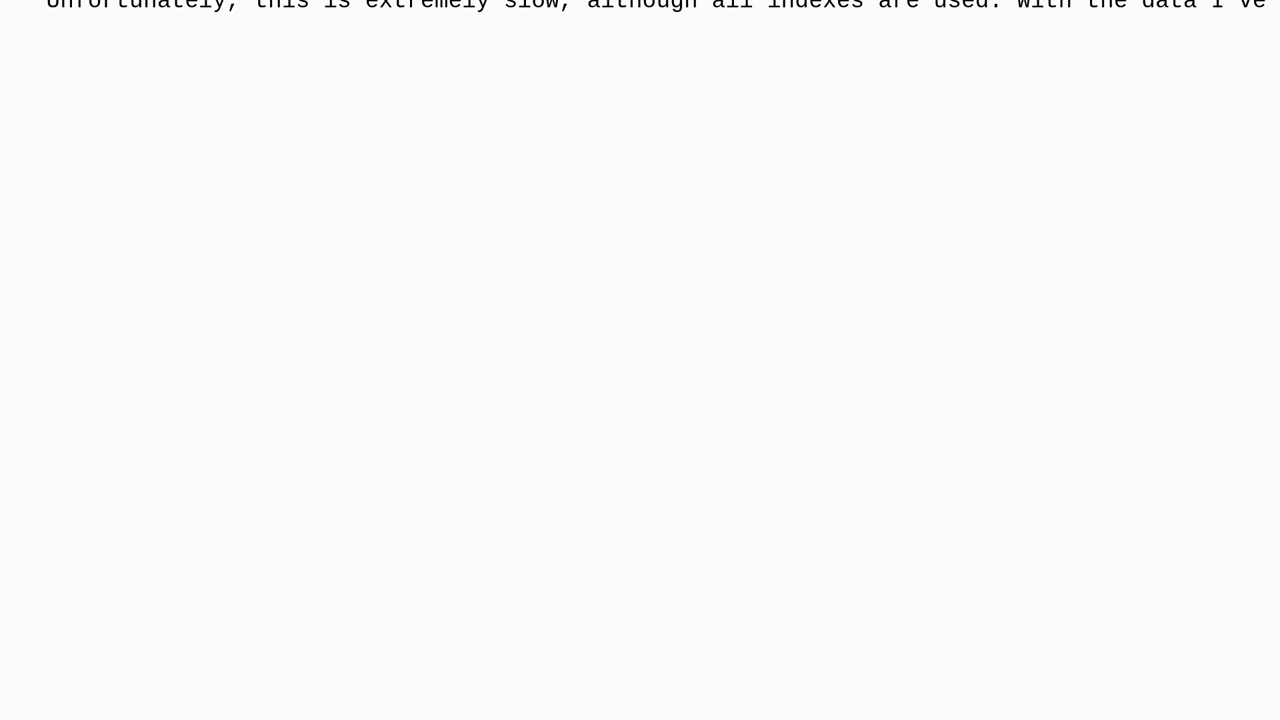 Unfortunately, this is extremely slow, although all indexes are used. With the data I've